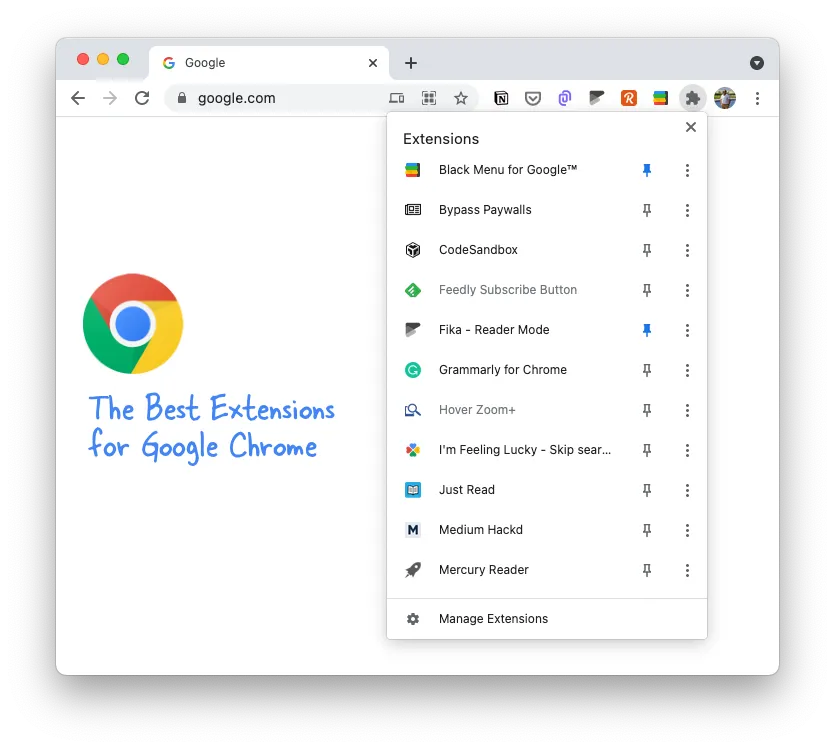 Google
google.com
Extensions
Black Menu for Google™
Bypass Paywalls
CodeSandbox
Feedly Subscribe Button
Fika - Reader Mode
Grammarly for Chrome
Hover Zoom+
I'm Feeling Lucky - Skip sear...
Just Read
M
Medium Hackd
Mercury Reader
Manage Extensions
The Best Extensions
for Google Chrome